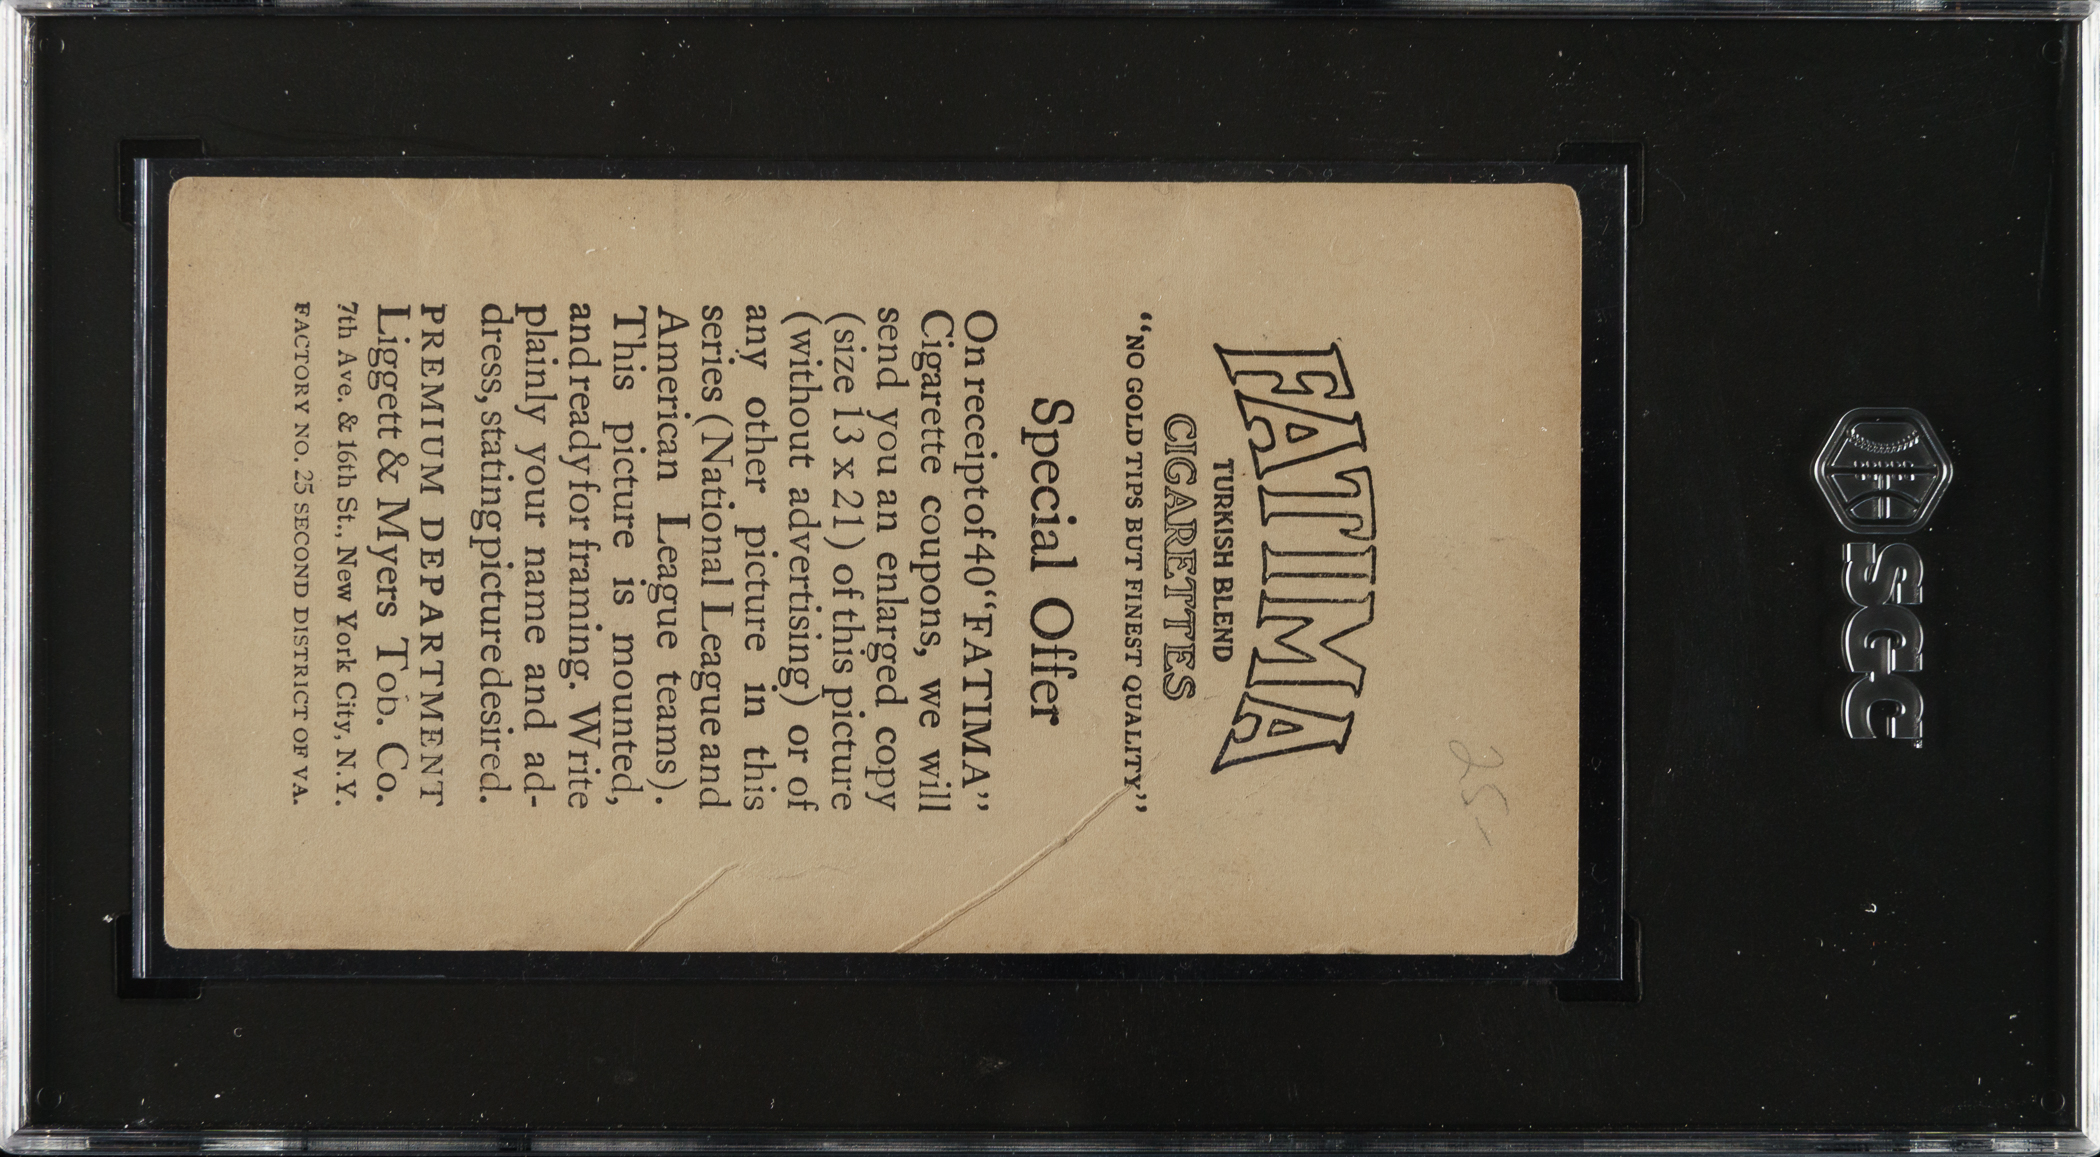 SGC
25-
FATIMA
TURKISH BLEND
CIGARETTES
“NO GOLD TIPS BUT FINEST QUALITY”
Special Offer
On receipt of 40 “FATIMA”
Cigarette coupons, we will
send you an enlarged copy
(size 13 x 21) of this picture
(without advertising) or of
any other picture in this
series (National League and
American League teams).
This picture is mounted,
and ready for framing. Write
plainly your name and ad-
dress, stating picture desired.
PREMIUM DEPARTMENT
Liggett & Myers Tob. Co.
7th Ave. & 16th St., New York City, N.Y.
FACTORY NO. 25 SECOND DISTRICT OF VA.